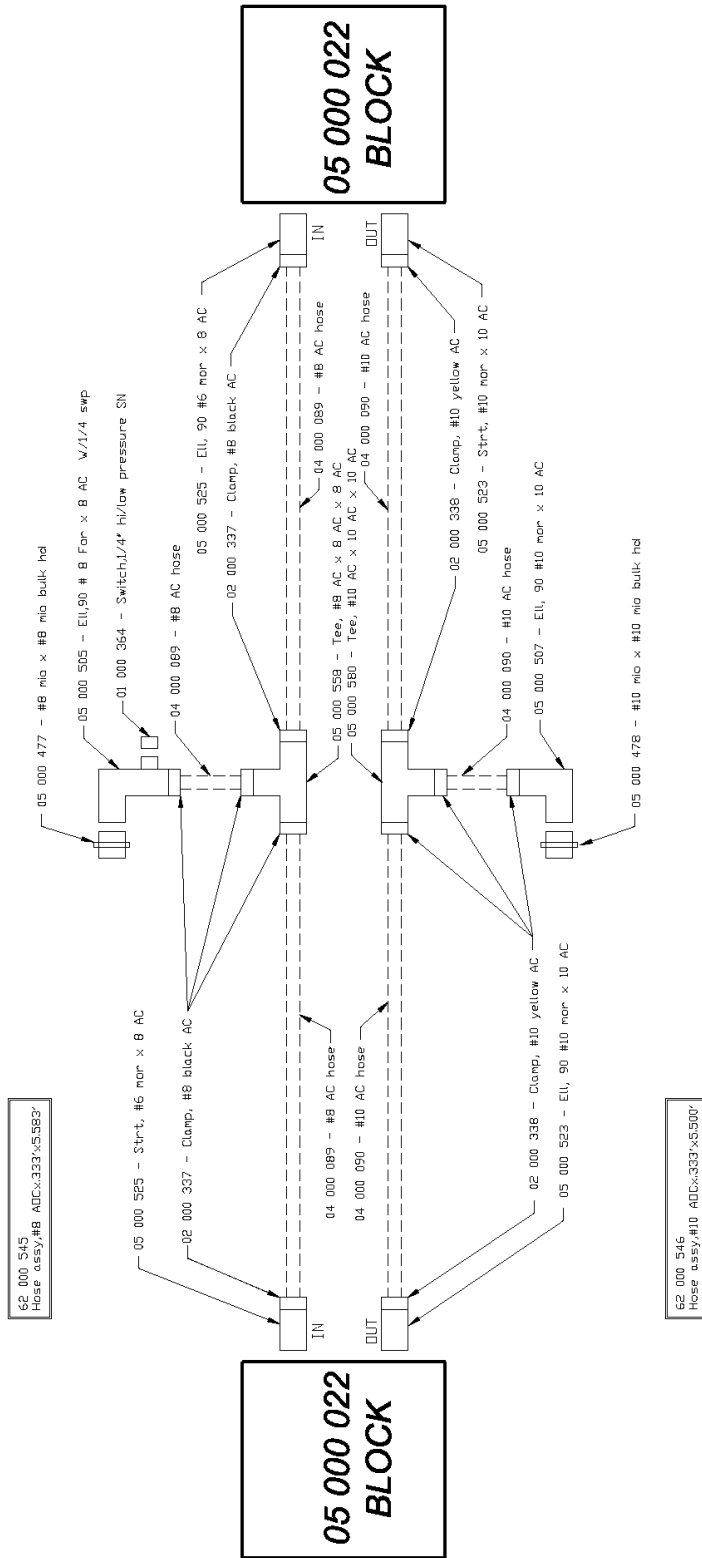 62 000 545
Hose assy,#8 ADCx.333'x5.583'
05 000 477 - #8 mio x #8 mio bulk hd
05 000 505 - Ell,90 # 8 For x 8 AC W/1/4 swp
01 000 364 - Switch,1/4" hi/low pressure SN
05 000 525 - Strt, #6 mor x 8 AC
04 000 089 - #8 AC hose
05 000 525 - Ell, 90 #6 mor x 8 AC
02 000 337 - Clamp, #8 black AC
02 000 337 - Clamp, #8 black AC
05 000 022
BLOCK
IN
IN
05 000 022
BLOCK
04 000 089 - #8 AC hose
04 000 089 - #8 AC hose
05 000 558 - Tee, #8 AC x 8 AC x 8 AC
05 000 580 - Tee, #10 AC x 10 AC x 10 AC
04 000 090 - #10 AC hose
04 000 090 - #10 AC hose
OUT
OUT
02 000 338 - Clamp, #10 yellow AC
02 000 338 - Clamp, #10 yellow AC
05 000 523 - Ell, 90 #10 mor x 10 AC
05 000 523 - Strt, #10 mor x 10 AC
04 000 090 - #10 AC hose
05 000 507 - Ell, 90 #10 mor x 10 AC
05 000 478 - #10 mio x #10 mio bulk hd
62 000 546
Hose assy,#10 ADCx.333'x5.500'